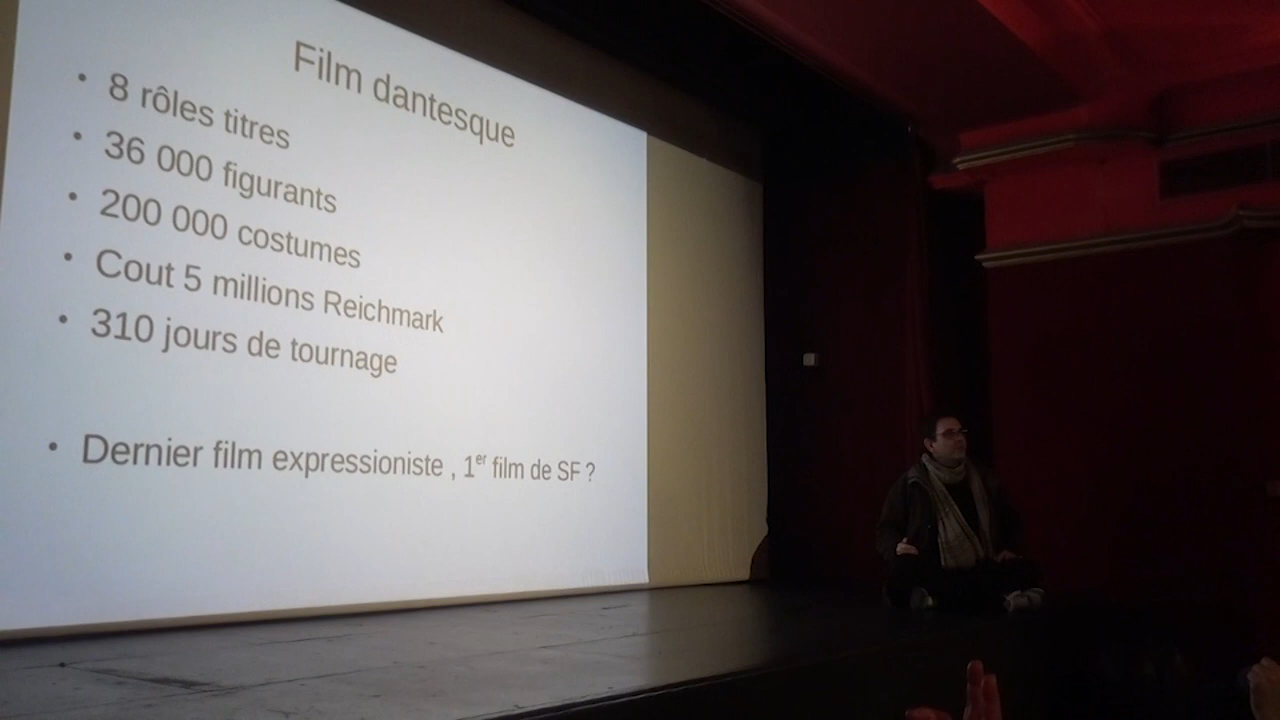 Film dantesque
• 8 rôles titres
• 36 000 figurants
• 200 000 costumes
• Cout 5 millions Reichmark
• 310 jours de tournage
• Dernier film expressioniste , 1er film de SF ?